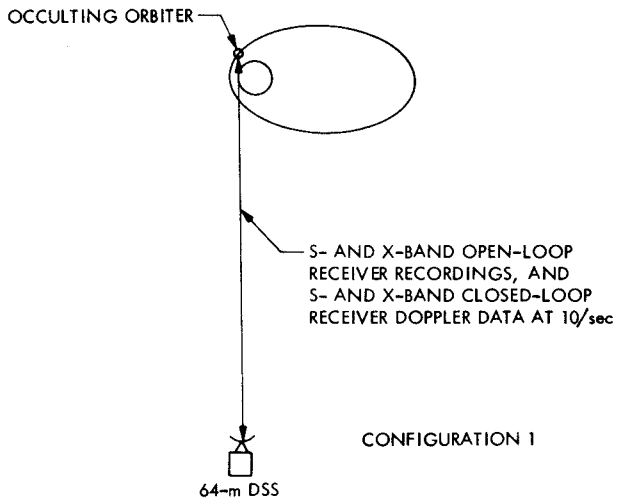 OCCULTING ORBITER
S- AND X-BAND OPEN-LOOP
RECEIVER RECORDINGS, AND
S- AND X-BAND CLOSED-LOOP
RECEIVER DOPPLER DATA AT 10/sec
CONFIGURATION 1
64-m DSS